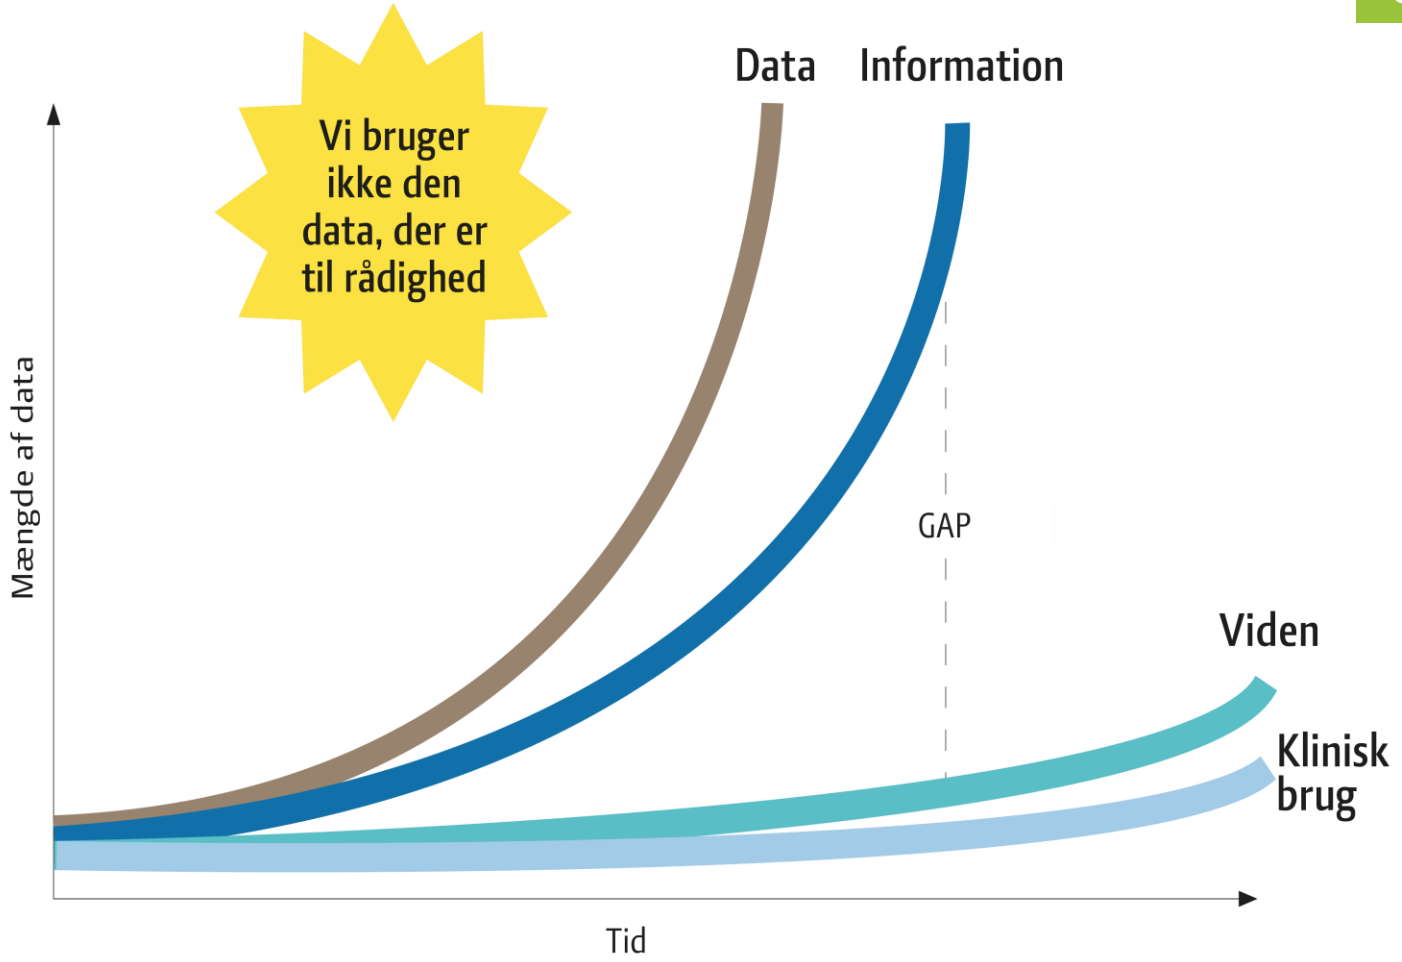 Vi bruger
ikke den
data, der er
til rådighed
Data
Information
Mængde af data
GAP
Viden
Klinisk
brug
Tid